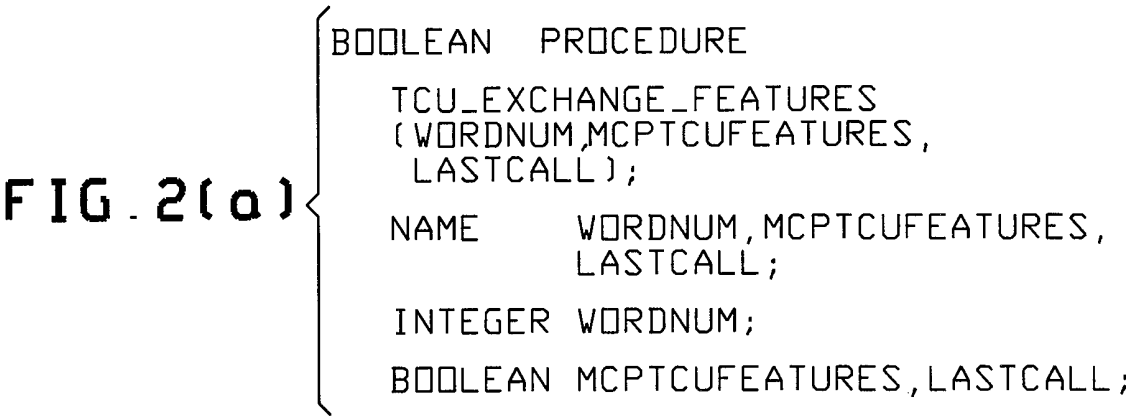 FIG. 2(a)
BOOLEAN PROCEDURE
TCU_EXCHANGE_FEATURES
(WORDNUM,MCPTCUFEATURES,
LASTCALL);
NAME WORDNUM, MCPTCUFEATURES,
LASTCALL;
INTEGER WORDNUM;
BOOLEAN MCPTCUFEATURES, LASTCALL;